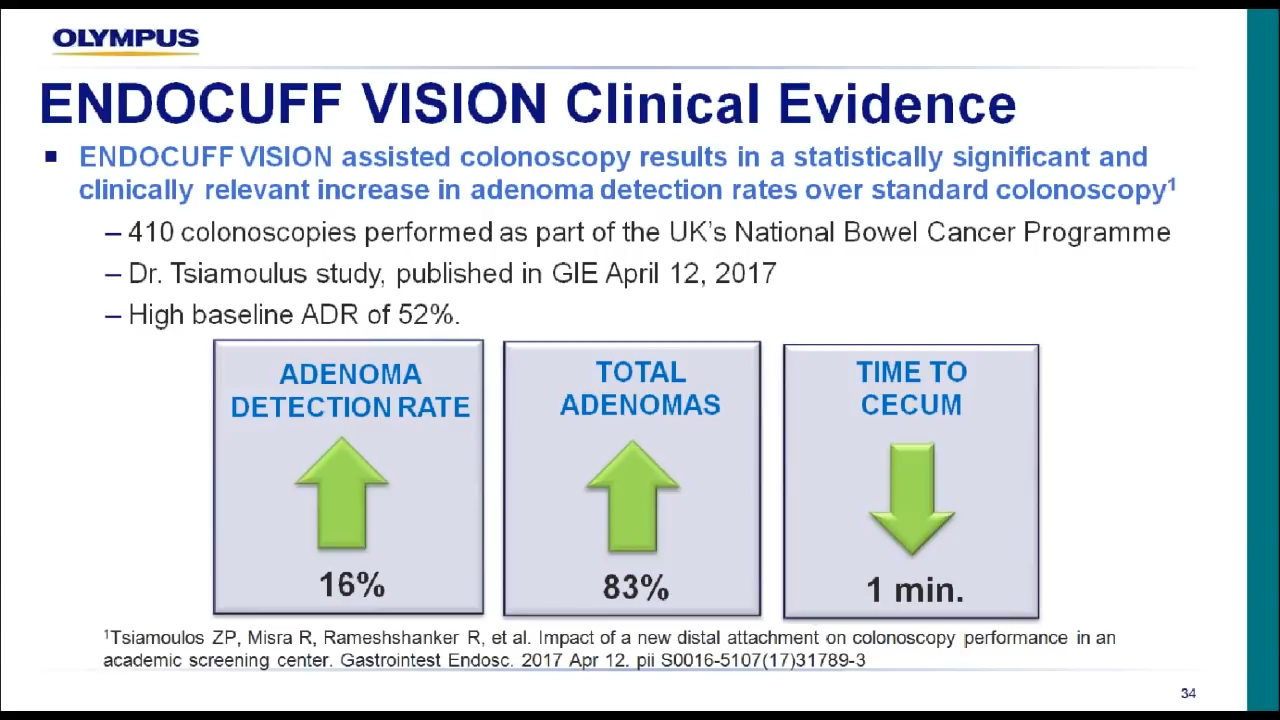 OLYMPUS
ENDOCUFF VISION Clinical Evidence
▪ ENDOCUFF VISION assisted colonoscopy results in a statistically significant and
clinically relevant increase in adenoma detection rates over standard colonoscopy¹
– 410 colonoscopies performed as part of the UK's National Bowel Cancer Programme
– Dr. Tsiamoulus study, published in GIE April 12, 2017
– High baseline ADR of 52%.
ADENOMA
DETECTION RATE
16%
TOTAL
ADENOMAS
83%
TIME TO
CECUM
1 min.
¹Tsiamoulos ZP, Misra R, Rameshshanker R, et al. Impact of a new distal attachment on colonoscopy performance in an
academic screening center. Gastrointest Endosc. 2017 Apr 12. pii S0016-5107(17)31789-3
34